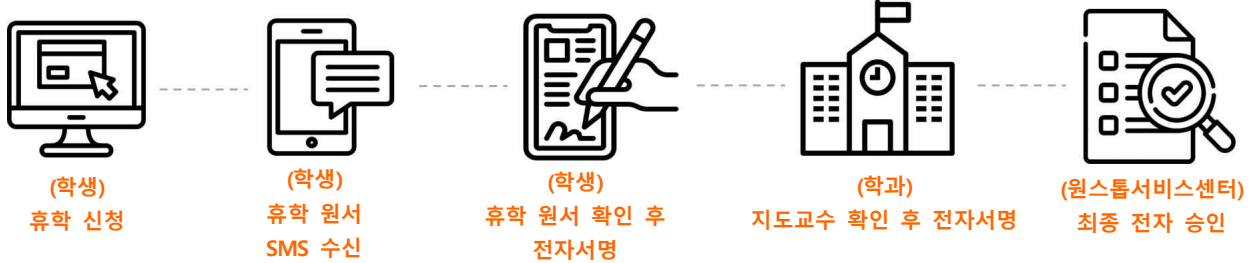 (학생)
휴학 신청
(학생)
휴학 원서
SMS 수신
(학생)
휴학 원서 확인 후
전자서명
(학과)
지도교수 확인 후 전자서명
(원스톱서비스센터)
최종 전자 승인